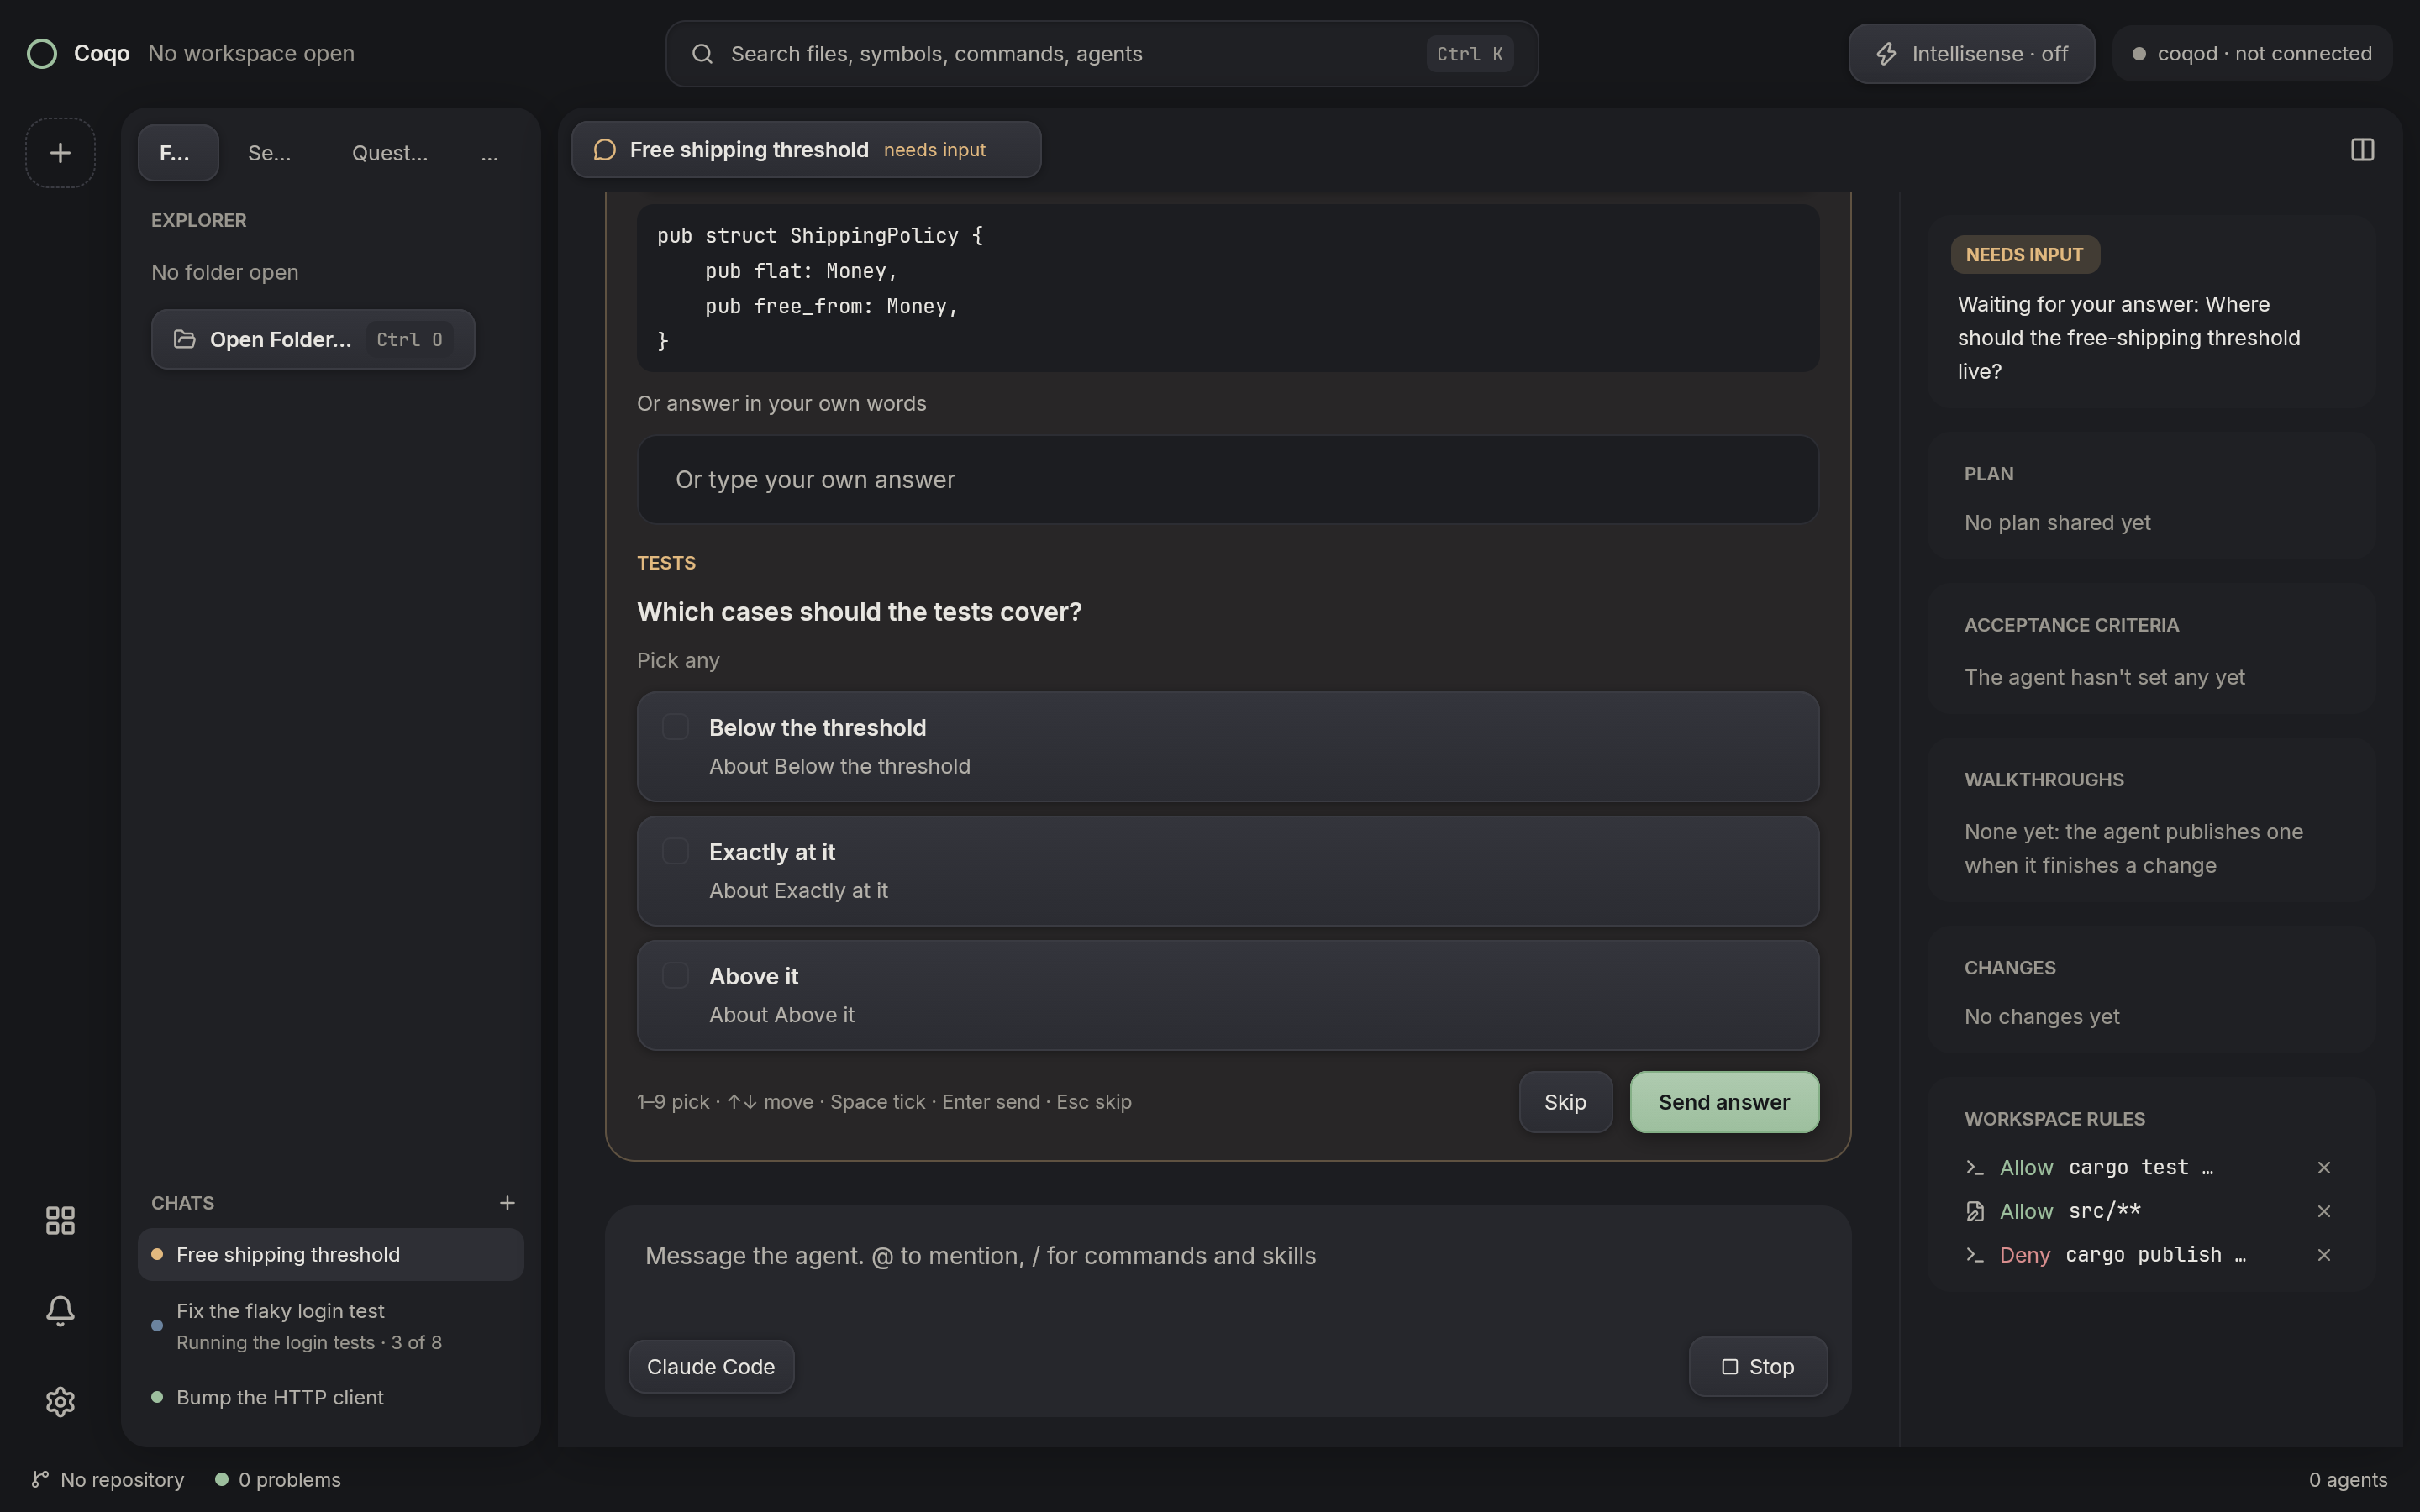 Coqo No workspace open
Search files, symbols, commands, agents Ctrl K
Intellisense · off
coqod · not connected
F... Se... Quest... ...
EXPLORER
No folder open
Open Folder... Ctrl O
CHATS
Free shipping threshold
Fix the flaky login test
Running the login tests · 3 of 8
Bump the HTTP client
Free shipping threshold needs input
pub struct ShippingPolicy {
    pub flat: Money,
    pub free_from: Money,
}
Or answer in your own words
Or type your own answer
TESTS
Which cases should the tests cover?
Pick any
Below the threshold
About Below the threshold
Exactly at it
About Exactly at it
Above it
About Above it
1–9 pick · ↑↓ move · Space tick · Enter send · Esc skip
Skip
Send answer
Message the agent. @ to mention, / for commands and skills
Claude Code
Stop
NEEDS INPUT
Waiting for your answer: Where
should the free-shipping threshold
live?
PLAN
No plan shared yet
ACCEPTANCE CRITERIA
The agent hasn't set any yet
WALKTHROUGHS
None yet: the agent publishes one
when it finishes a change
CHANGES
No changes yet
WORKSPACE RULES
Allow cargo test …
Allow src/**
Deny cargo publish …
No repository
0 problems
0 agents